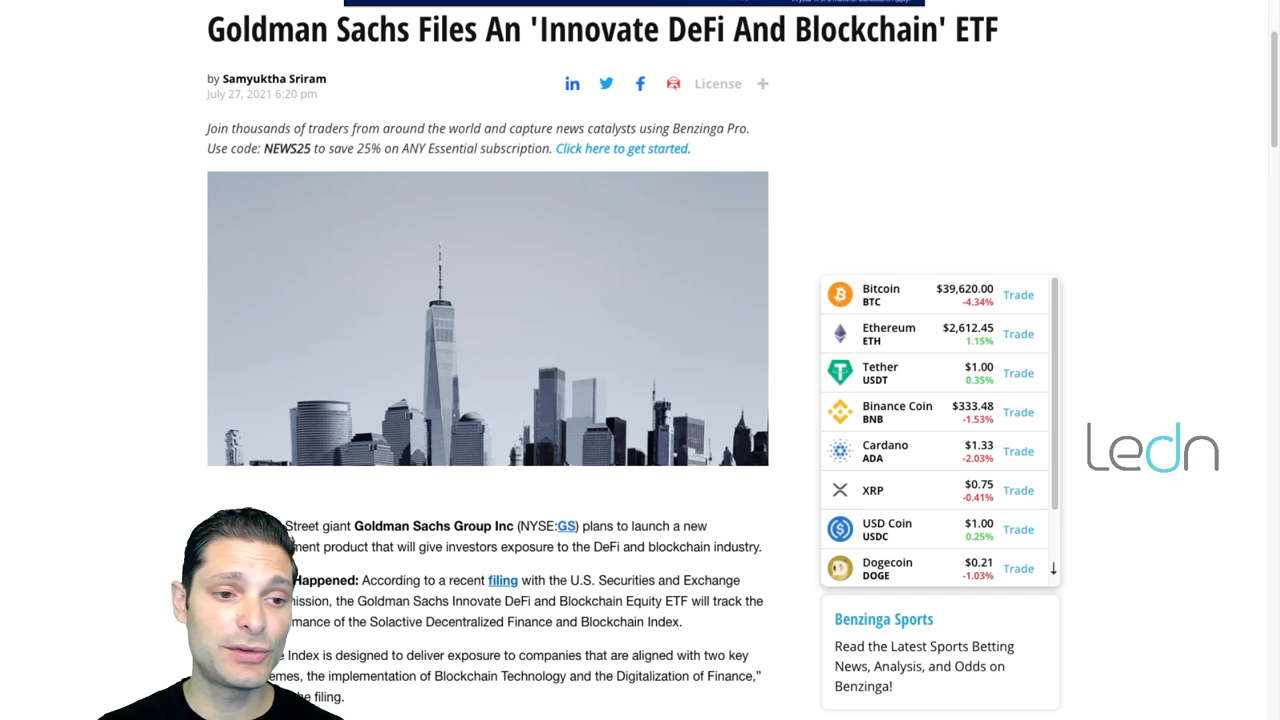 Goldman Sachs Files An 'Innovate DeFi And Blockchain' ETF
by Samyuktha Sriram
July 27, 2021 6:20 pm
License +
Join thousands of traders from around the world and capture news catalysts using Benzinga Pro.
Use code: NEWS25 to save 25% on ANY Essential subscription. Click here to get started.
Street giant Goldman Sachs Group Inc (NYSE:GS) plans to launch a new
product that will give investors exposure to the DeFi and blockchain industry.
Happened: According to a recent filing with the U.S. Securities and Exchange
the Goldman Sachs Innovate DeFi and Blockchain Equity ETF will track the
of the Solactive Decentralized Finance and Blockchain Index.
Index is designed to deliver exposure to companies that are aligned with two key
the implementation of Blockchain Technology and the Digitalization of Finance,”
filing.
Bitcoin $39,620.00 Trade
BTC -4.34%
Ethereum $2,612.45 Trade
ETH 1.15%
Tether $1.00 Trade
USDT 0.35%
Binance Coin $333.48 Trade
BNB -1.53%
Cardano $1.33 Trade
ADA -2.03%
XRP $0.75 Trade
-0.41%
USD Coin $1.00 Trade
USDC 0.25%
Dogecoin $0.21 Trade
DOGE -1.03%
Benzinga Sports
Read the Latest Sports Betting
News, Analysis, and Odds on
Benzinga!
ledn